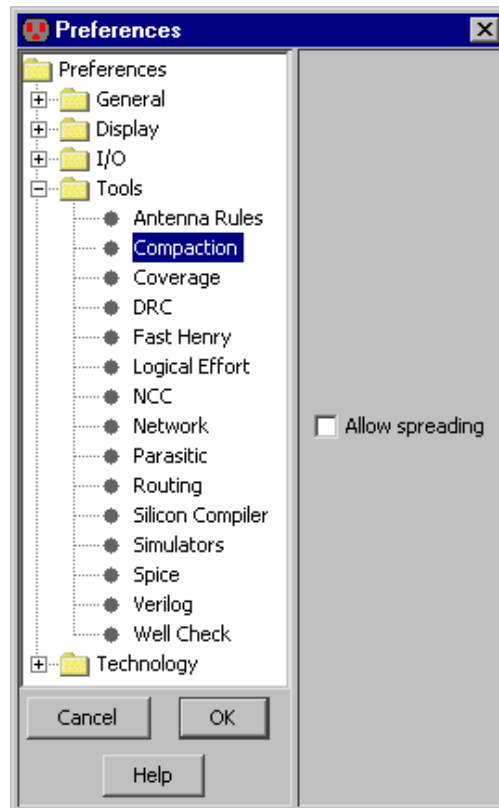 Preferences
Preferences
General
Display
I/O
Tools
Antenna Rules
Compaction
Coverage
DRC
Fast Henry
Logical Effort
NCC
Network
Allow spreading
Parasitic
Routing
Silicon Compiler
Simulators
Spice
Verilog
Well Check
Technology
Cancel OK
Help